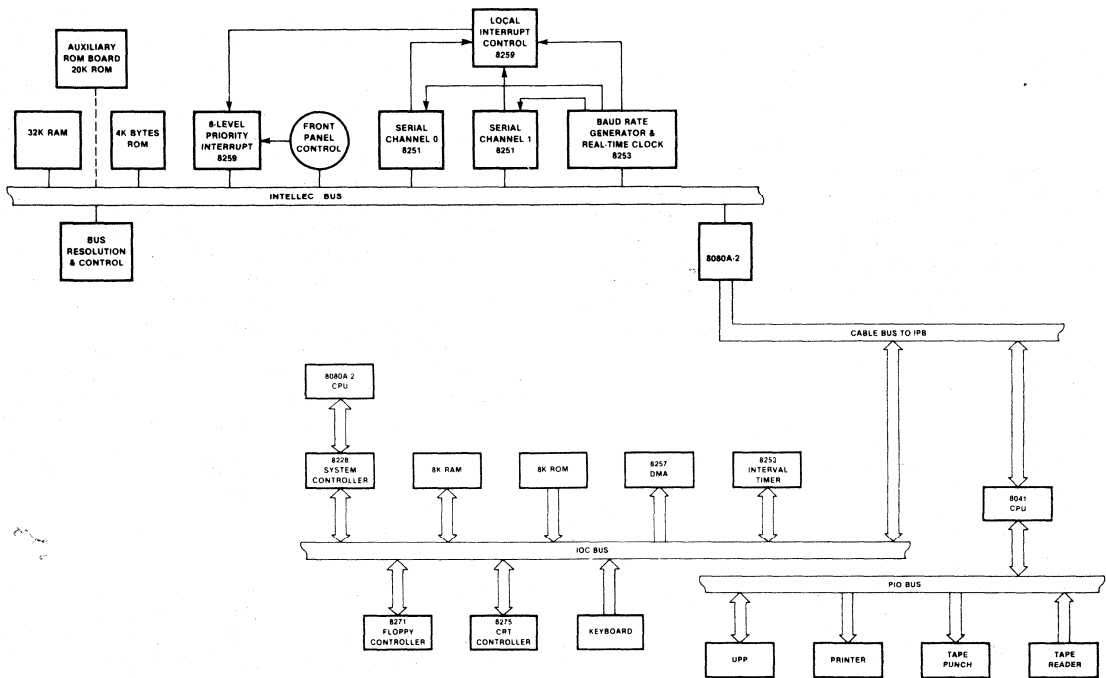 LOCAL
INTERRUPT
CONTROL
8259
AUXILIARY
ROM BOARD
20K ROM
32K RAM
4K BYTES
ROM
8-LEVEL
PRIORITY
INTERRUPT
8259
FRONT
PANEL
CONTROL
SERIAL
CHANNEL 0
8251
SERIAL
CHANNEL 1
8251
BAUD RATE
GENERATOR &
REAL-TIME CLOCK
8253
INTELLEC BUS
BUS
RESOLUTION
& CONTROL
8080A-2
CABLE BUS TO IPB
8080A-2
CPU
8228
SYSTEM
CONTROLLER
8K RAM
8K ROM
8257
DMA
8253
INTERVAL
TIMER
8041
CPU
IOC BUS
PIO BUS
8271
FLOPPY
CONTROLLER
8275
CRT
CONTROLLER
KEYBOARD
UPP
PRINTER
TAPE
PUNCH
TAPE
READER